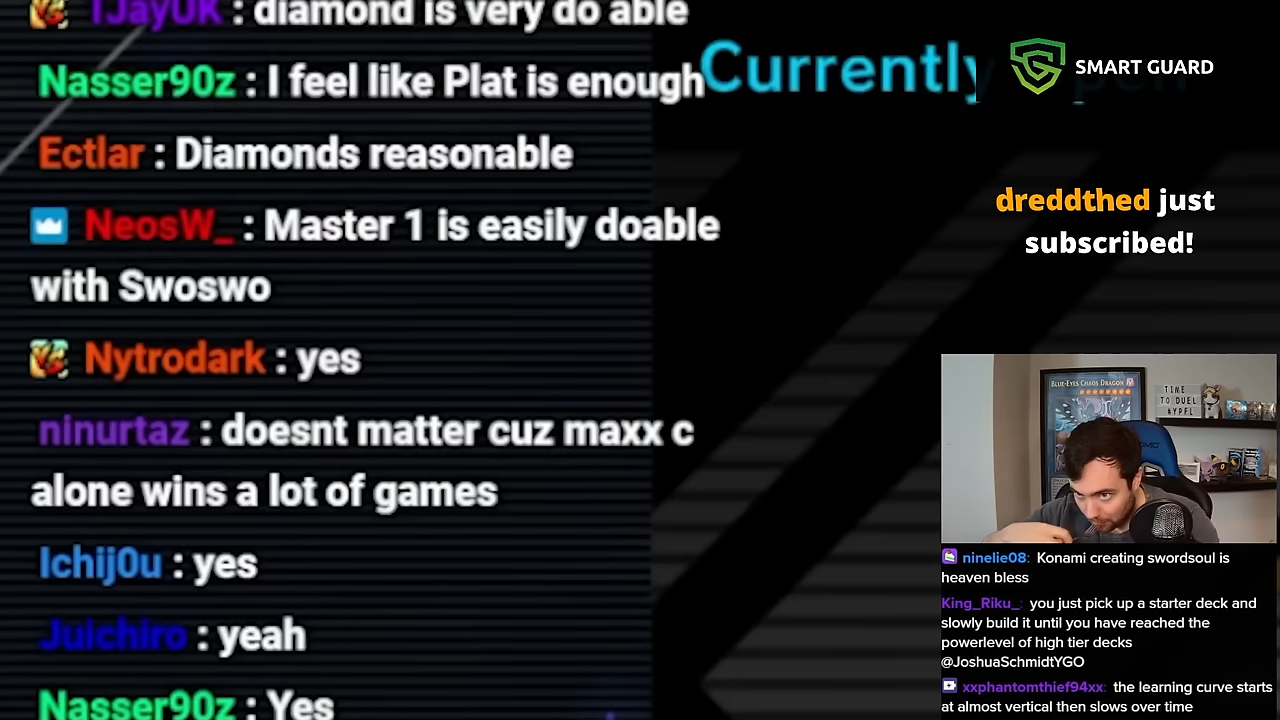 TJayUK : diamond is very do able
Nasser90z : I feel like Plat is enough
Ectlar : Diamonds reasonable
NeosW_ : Master 1 is easily doable
with Swoswo
Nytrodark : yes
ninurtaz : doesnt matter cuz maxx c
alone wins a lot of games
Ichij0u : yes
Juichiro : yeah
Nasser90z : Yes
Currently
SMART GUARD
dreddthed just
subscribed!
BLUE-EYES CHAOS DRAGON
TIME
TO DUEL
#YPFL
ninelie08: Konami creating swordsoul is
heaven bless
King_Riku_: you just pick up a starter deck and
slowly build it until you have reached the
powerlevel of high tier decks
@JoshuaSchmidtYGO
xxphantomthief94xx: the learning curve starts
at almost vertical then slows over time